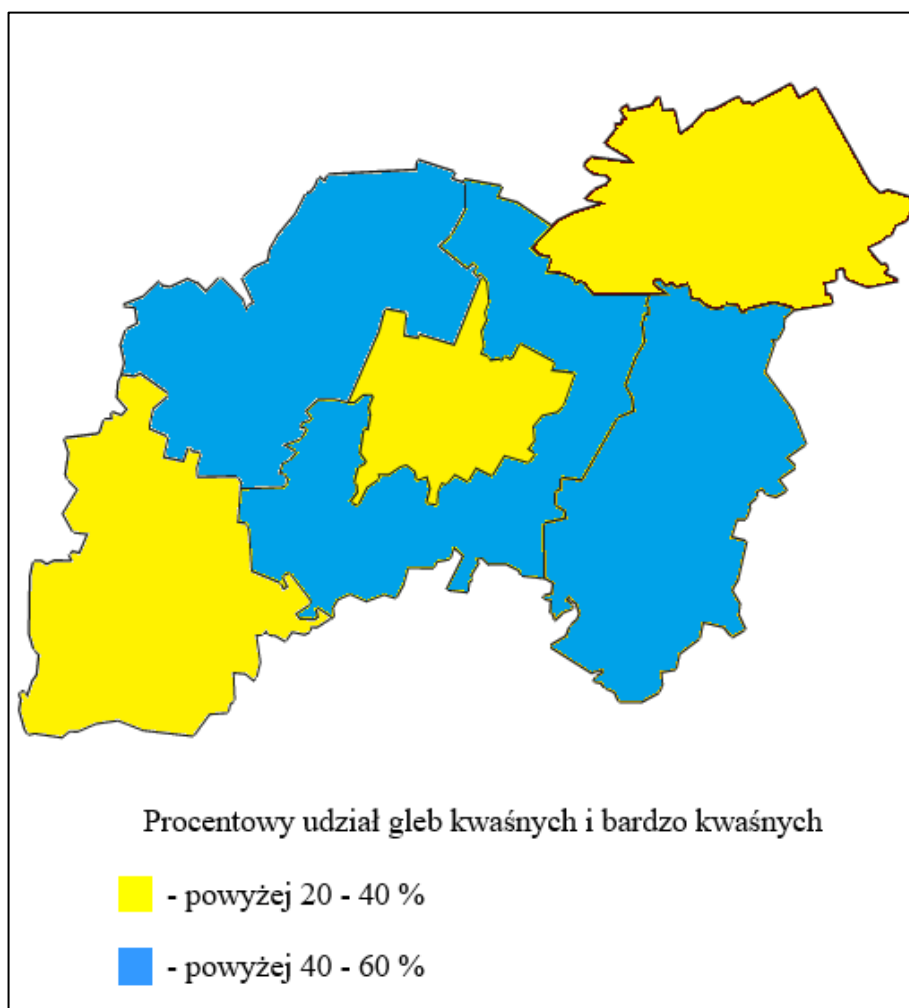 Procentowy udział gleb kwaśnych i bardzo kwaśnych
- powyżej 20 - 40 %
- powyżej 40 - 60 %